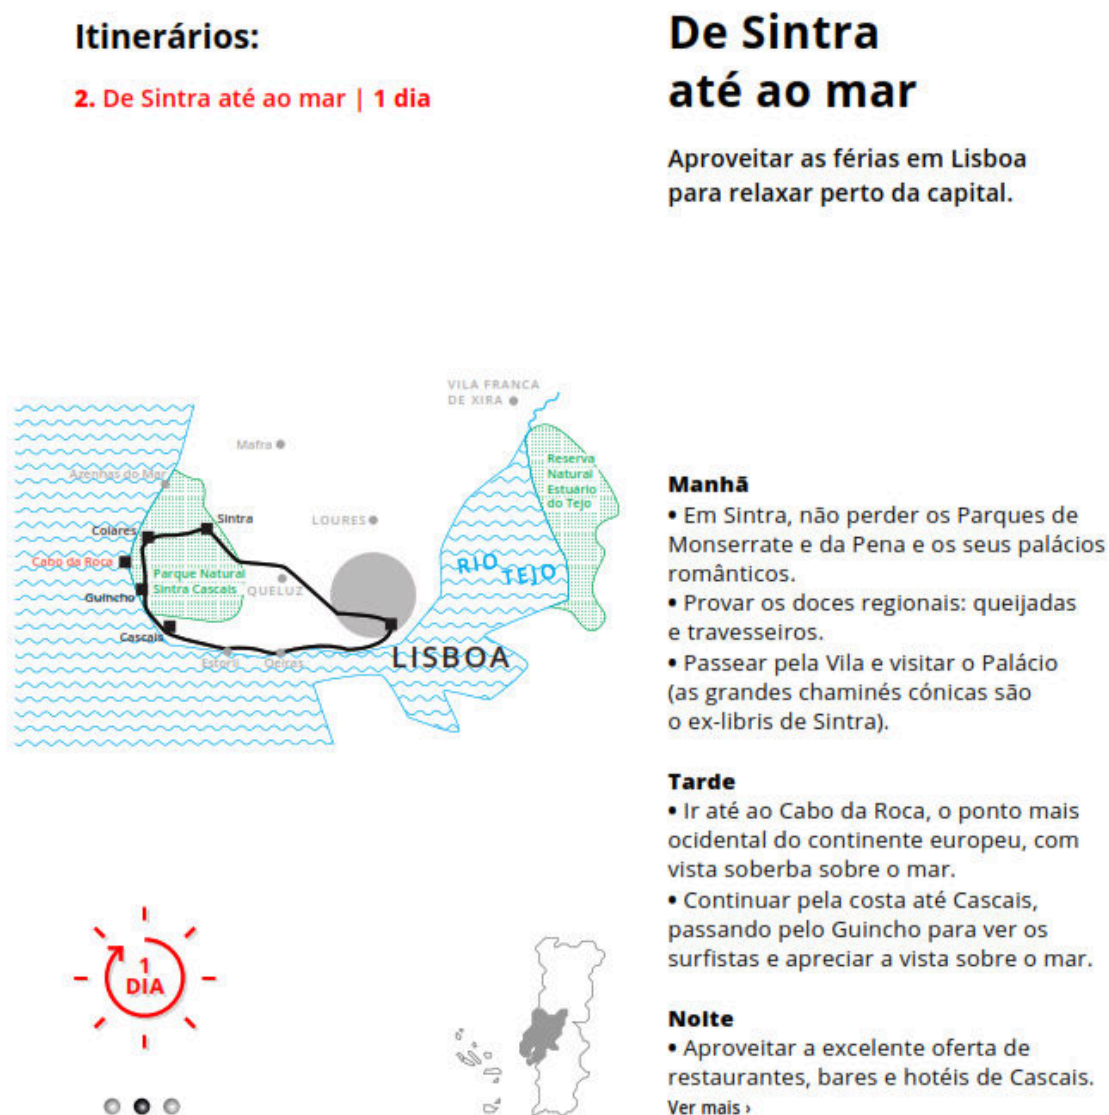 Itinerários:
2. De Sintra até ao mar | 1 dia
De Sintra
até ao mar
Aproveitar as férias em Lisboa
para relaxar perto da capital.
VILA FRANCA
DE XIRA
Mafra
Azenhas do Mar
Reserva
Natural
Estuário
do Tejo
Sintra
LOURES
Colares
Cabo da Roca
RIO
TEJO
Parque Natural
Sintra Cascais
QUELUZ
Guincho
Cascais
LISBOA
Estoril
Oeiras
1
DIA
Manhã
• Em Sintra, não perder os Parques de
Monserrate e da Pena e os seus palácios
românticos.
• Provar os doces regionais: queijadas
e travesseiros.
• Passear pela Vila e visitar o Palácio
(as grandes chaminés cónicas são
o ex-libris de Sintra).
Tarde
• Ir até ao Cabo da Roca, o ponto mais
ocidental do continente europeu, com
vista soberba sobre o mar.
• Continuar pela costa até Cascais,
passando pelo Guincho para ver os
surfistas e apreciar a vista sobre o mar.
Noite
• Aproveitar a excelente oferta de
restaurantes, bares e hotéis de Cascais.
Ver mais ›